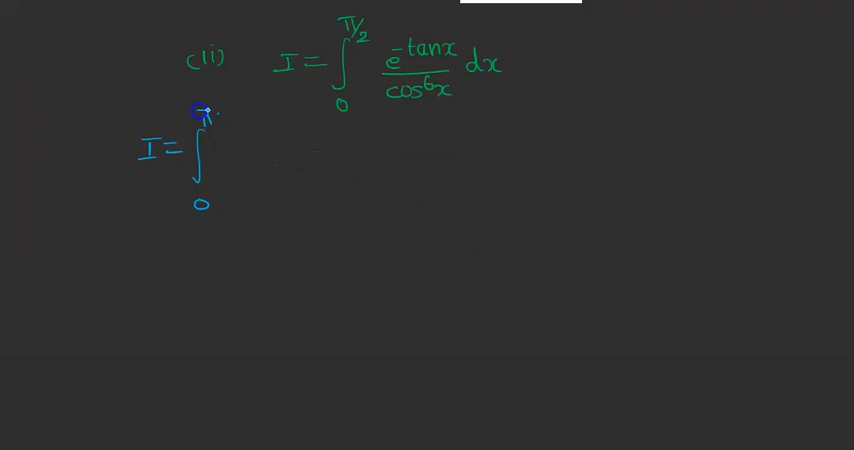 (ii) I = ∫₀^{π/2} e^{-tanx}/cos⁶x dx
I = ∫₀^{π}